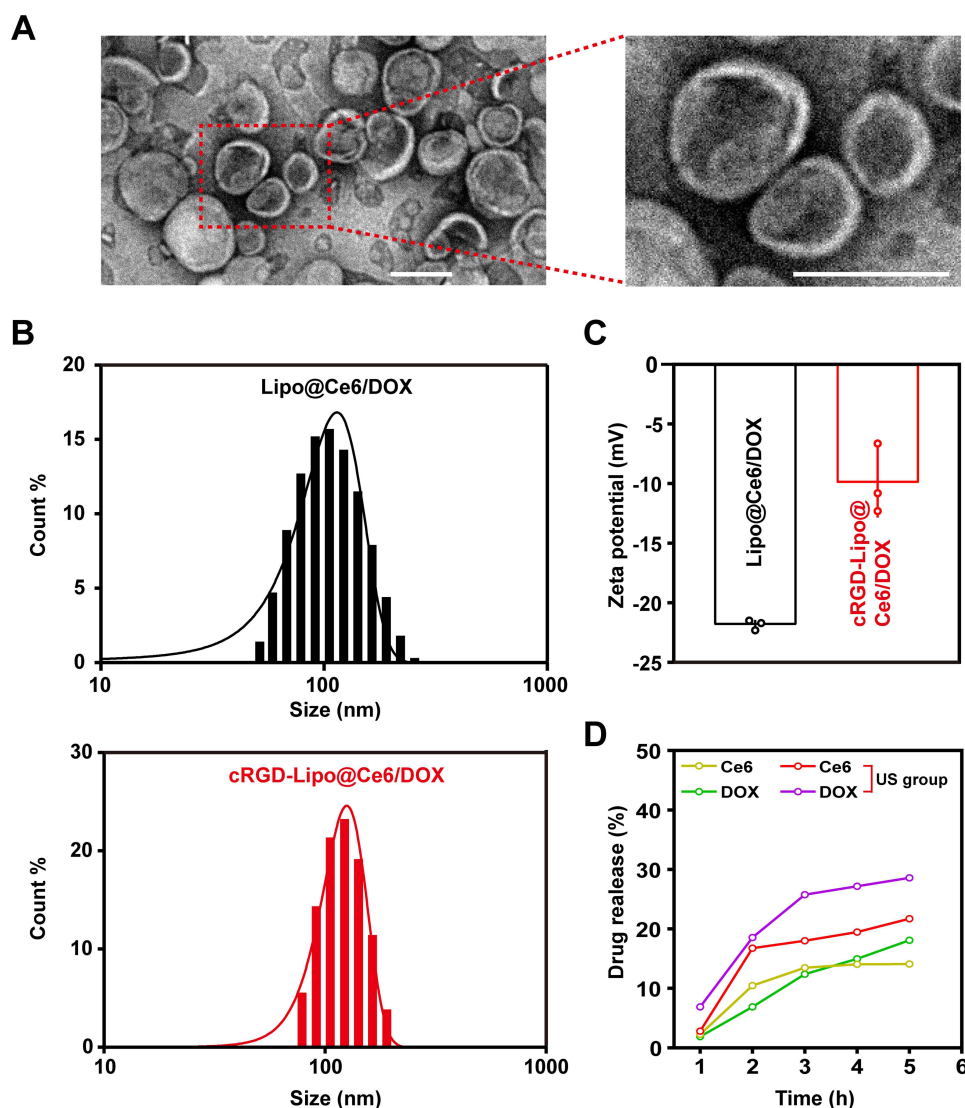 A
B
Lipo@Ce6/DOX
Count %
20
15
10
5
0
10
100
1000
Size (nm)
cRGD-Lipo@Ce6/DOX
Count %
30
20
10
0
10
100
1000
Size (nm)
C
Zeta potential (mV)
0
-5
-10
-15
-20
-25
Lipo@Ce6/DOX
cRGD-Lipo@
Ce6/DOX
D
Drug realease (%)
50
40
30
20
10
0
Ce6
Ce6
US group
DOX
DOX
1
2
3
4
5
6
Time (h)